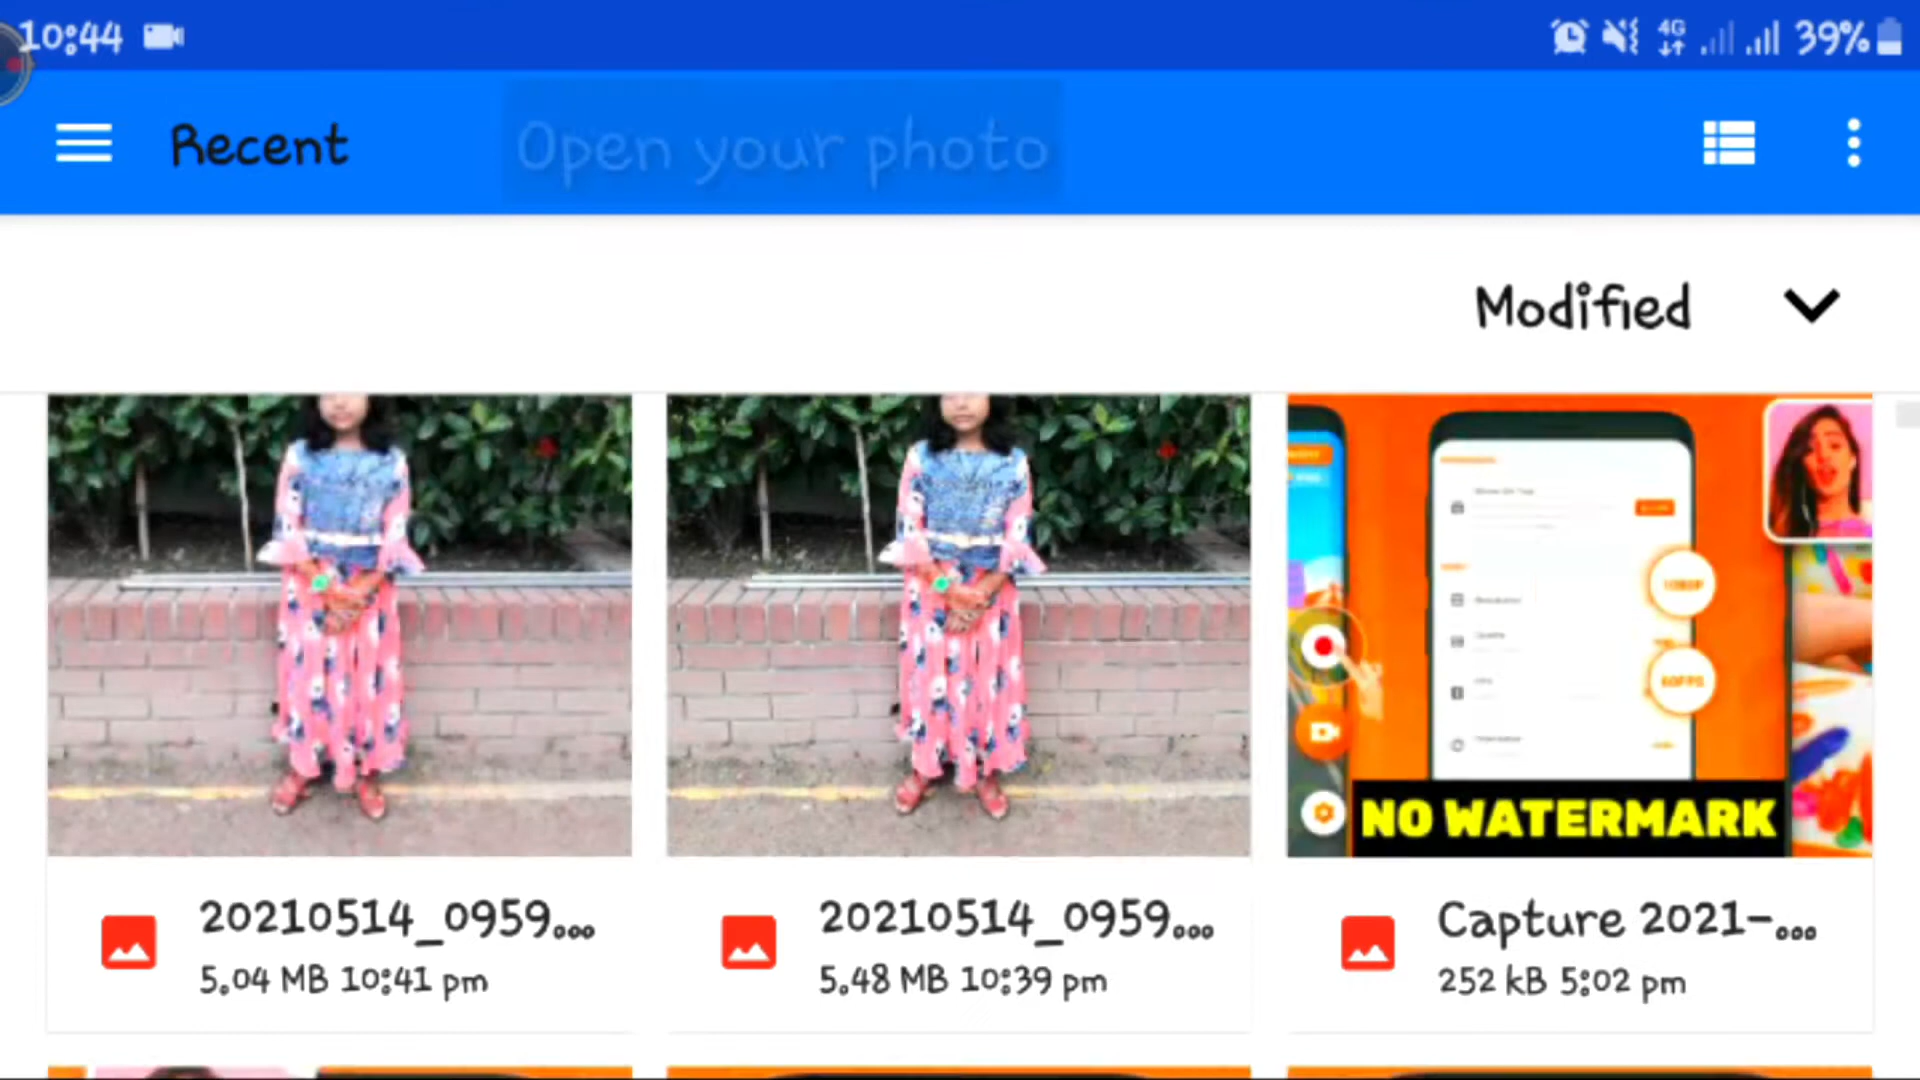 10:44
4G
39%
Recent
Open your photo
Modified
NO WATERMARK
20210514_0959...
5.04 MB 10:41 pm
20210514_0959...
5.48 MB 10:39 pm
Capture 2021-...
252 kB 5:02 pm